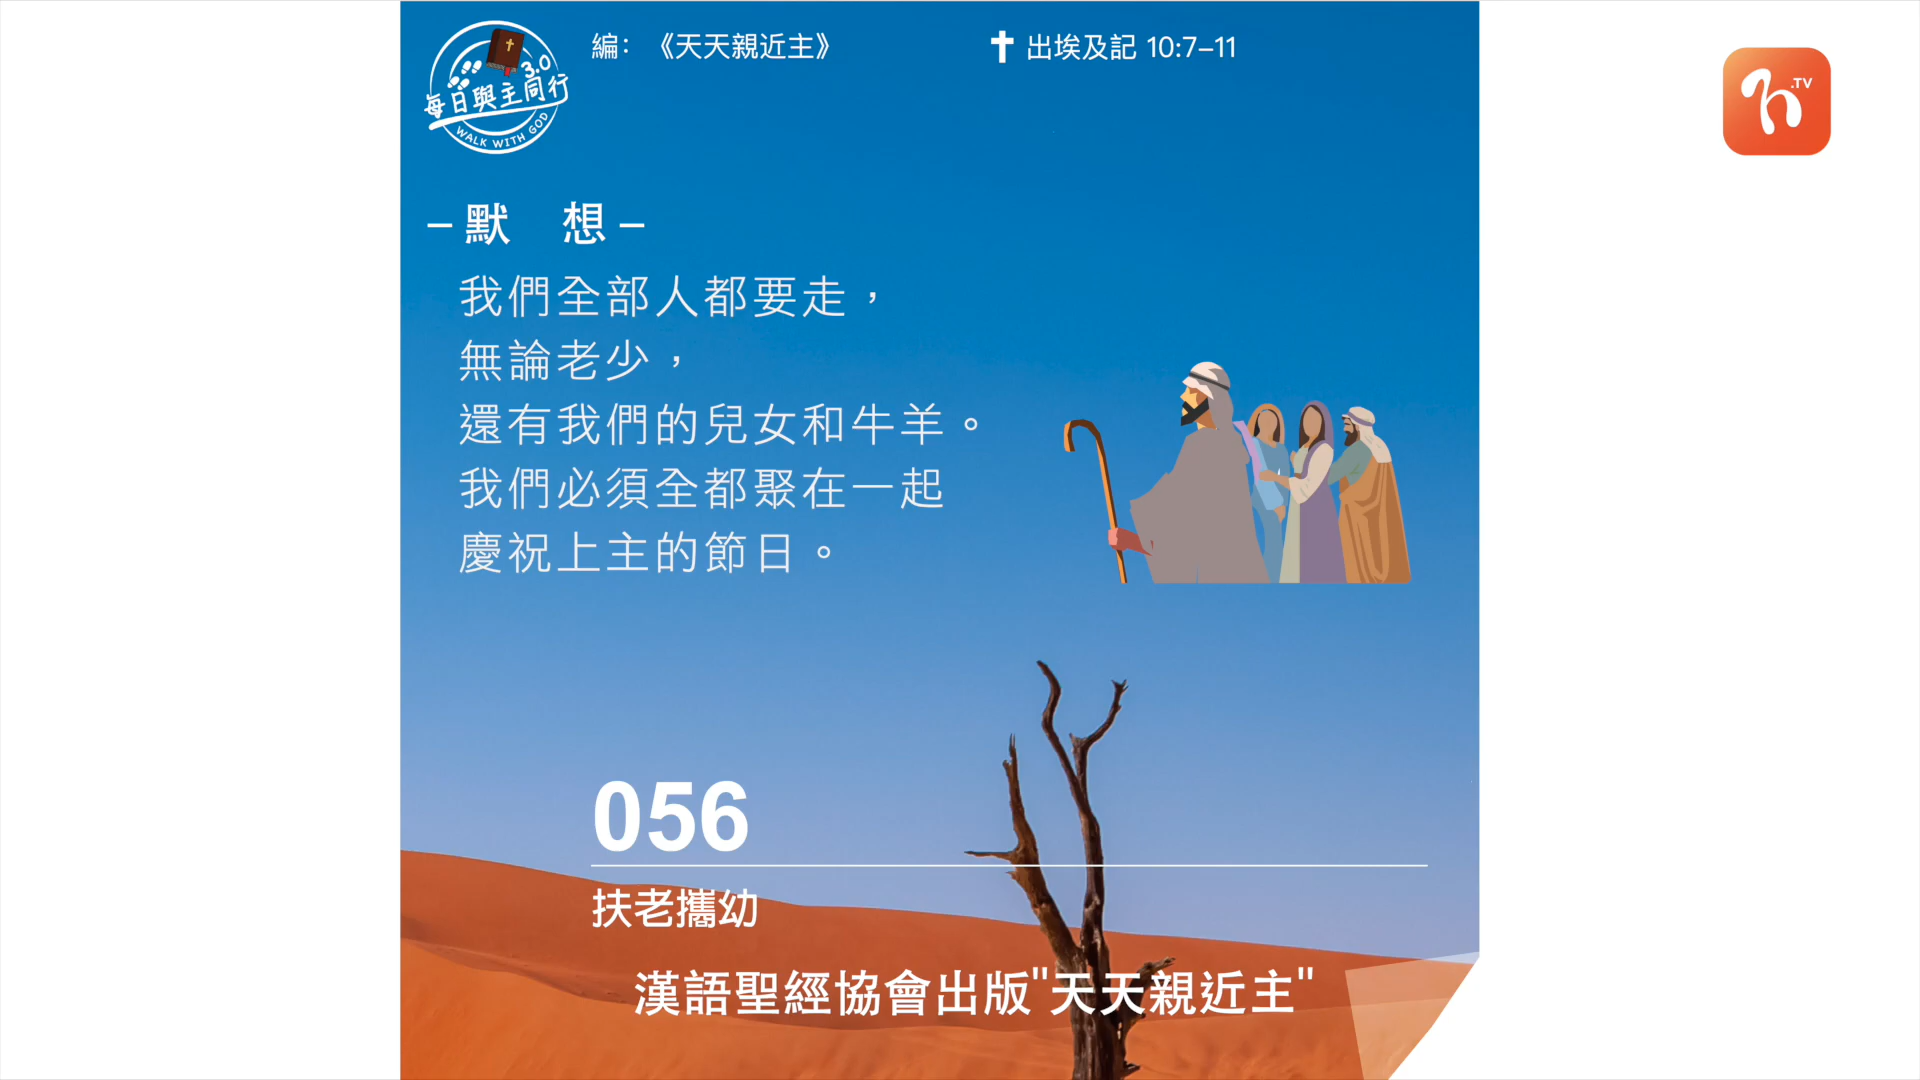 編：《天天親近主》
出埃及記 10:7–11
3.0
每日與主同行
WALK WITH GOD
h.TV
–默 想–
我們全部人都要走，
無論老少，
還有我們的兒女和牛羊。
我們必須全都聚在一起
慶祝上主的節日。
056
扶老攜幼
漢語聖經協會出版"天天親近主"